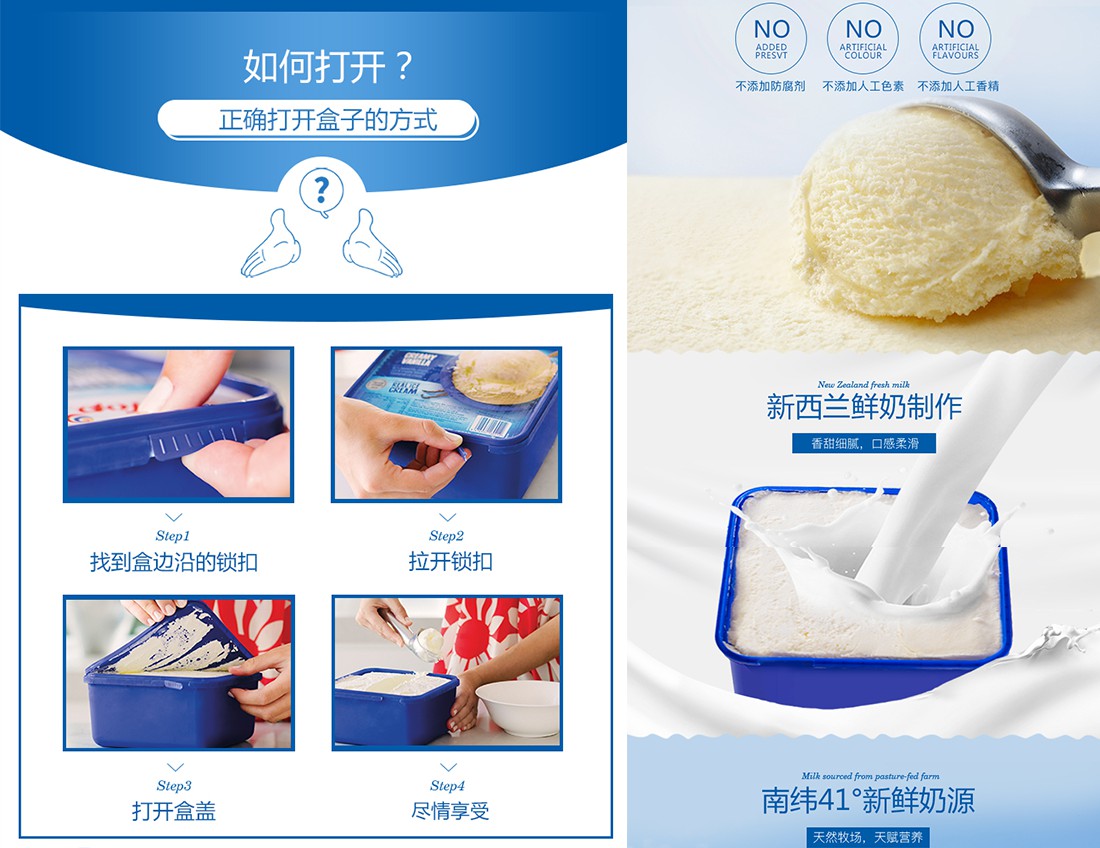 如何打开？
正确打开盒子的方式
?
CREAMY
VANILLA
REAL ICE
CREAM
Step1
找到盒边沿的锁扣
Step2
拉开锁扣
Step3
打开盒盖
Step4
尽情享受
NO
ADDED
PRESVT
不添加防腐剂
NO
ARTIFICIAL
COLOUR
不添加人工色素
NO
ARTIFICIAL
FLAVOURS
不添加人工香精
New Zealand fresh milk
新西兰鲜奶制作
香甜细腻，口感柔滑
Milk sourced from pasture-fed farm
南纬41°新鲜奶源
天然牧场，天赋营养